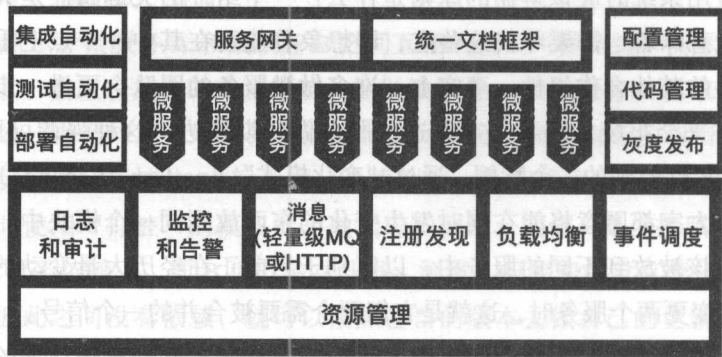 集成自动化
测试自动化
部署自动化
服务网关
统一文档框架
配置管理
代码管理
灰度发布
微服务
微服务
微服务
微服务
微服务
微服务
微服务
微服务
日志
和审计
监控
和告警
消息
(轻量级MQ
或HTTP)
注册发现
负载均衡
事件调度
资源管理